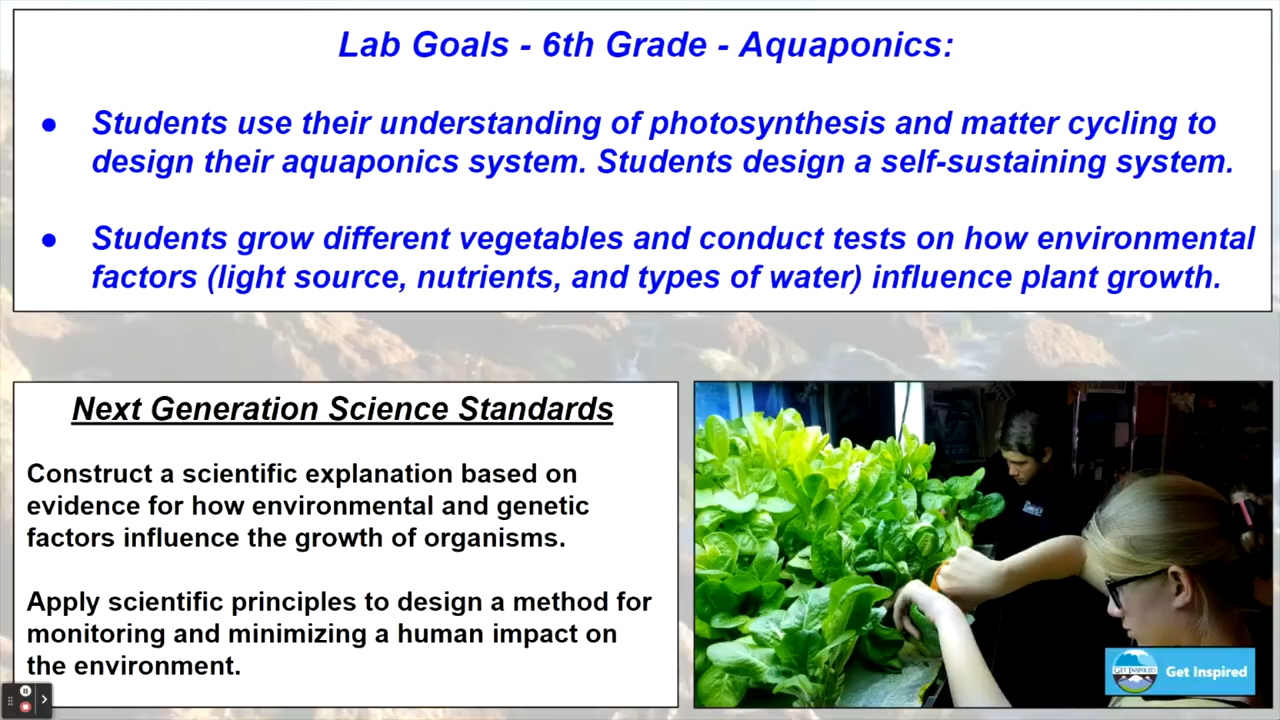 Lab Goals - 6th Grade - Aquaponics:
● Students use their understanding of photosynthesis and matter cycling to
design their aquaponics system. Students design a self-sustaining system.
● Students grow different vegetables and conduct tests on how environmental
factors (light source, nutrients, and types of water) influence plant growth.
Next Generation Science Standards
Construct a scientific explanation based on
evidence for how environmental and genetic
factors influence the growth of organisms.
Apply scientific principles to design a method for
monitoring and minimizing a human impact on
the environment.
GET INSPIRED
Get Inspired